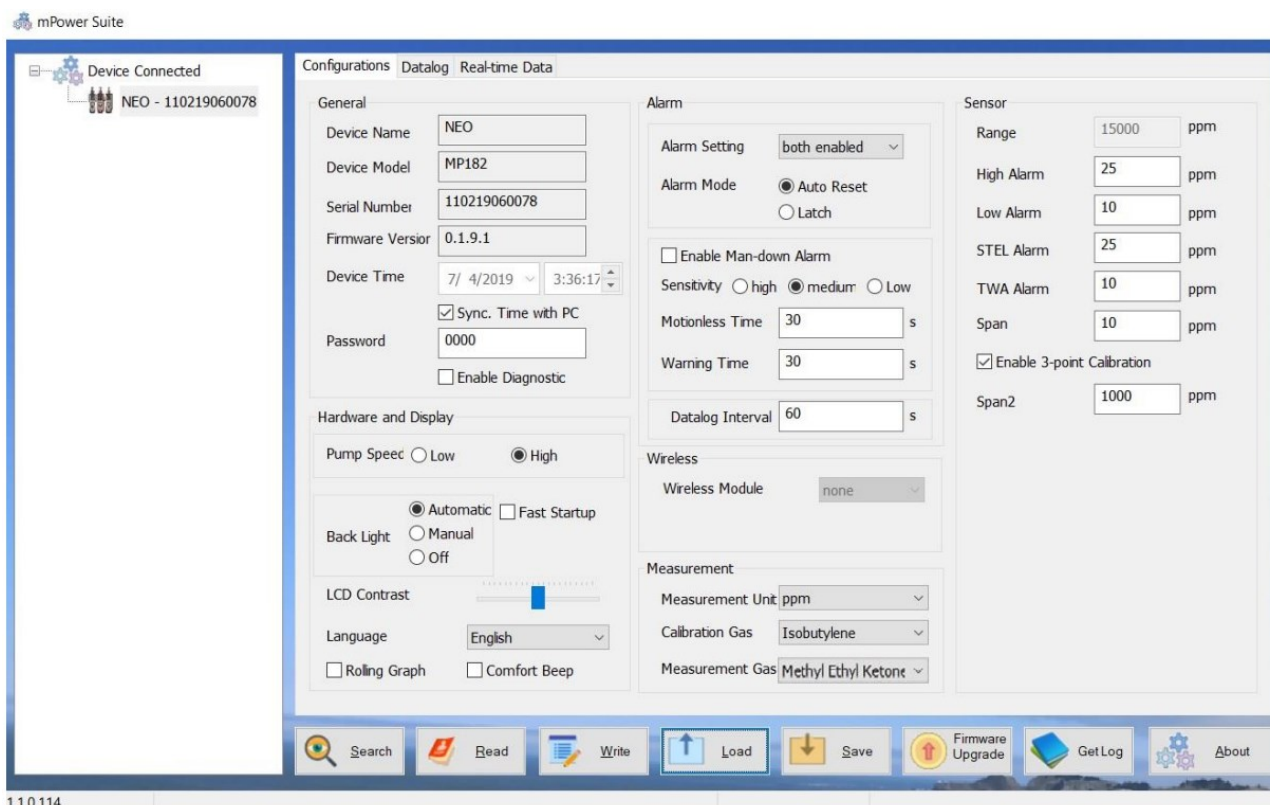 mPower Suite
Device Connected
NEO - 110219060078
Configurations Datalog Real-time Data
General
Device Name NEO
Device Model MP182
Serial Number 110219060078
Firmware Version 0.1.9.1
Device Time 7/ 4/2019 3:36:17
Sync. Time with PC
Password 0000
Enable Diagnostic
Hardware and Display
Pump Speed Low High
Automatic Fast Startup
Back Light Manual
Off
LCD Contrast
Language English
Rolling Graph Comfort Beep
Alarm
Alarm Setting both enabled
Alarm Mode Auto Reset
Latch
Enable Man-down Alarm
Sensitivity high medium Low
Motionless Time 30 s
Warning Time 30 s
Datalog Interval 60 s
Wireless
Wireless Module none
Measurement
Measurement Unit ppm
Calibration Gas Isobutylene
Measurement Gas Methyl Ethyl Ketone
Sensor
Range 15000 ppm
High Alarm 25 ppm
Low Alarm 10 ppm
STEL Alarm 25 ppm
TWA Alarm 10 ppm
Span 10 ppm
Enable 3-point Calibration
Span2 1000 ppm
Search Read Write Load Save Firmware Upgrade Get Log About
1.1.0.114